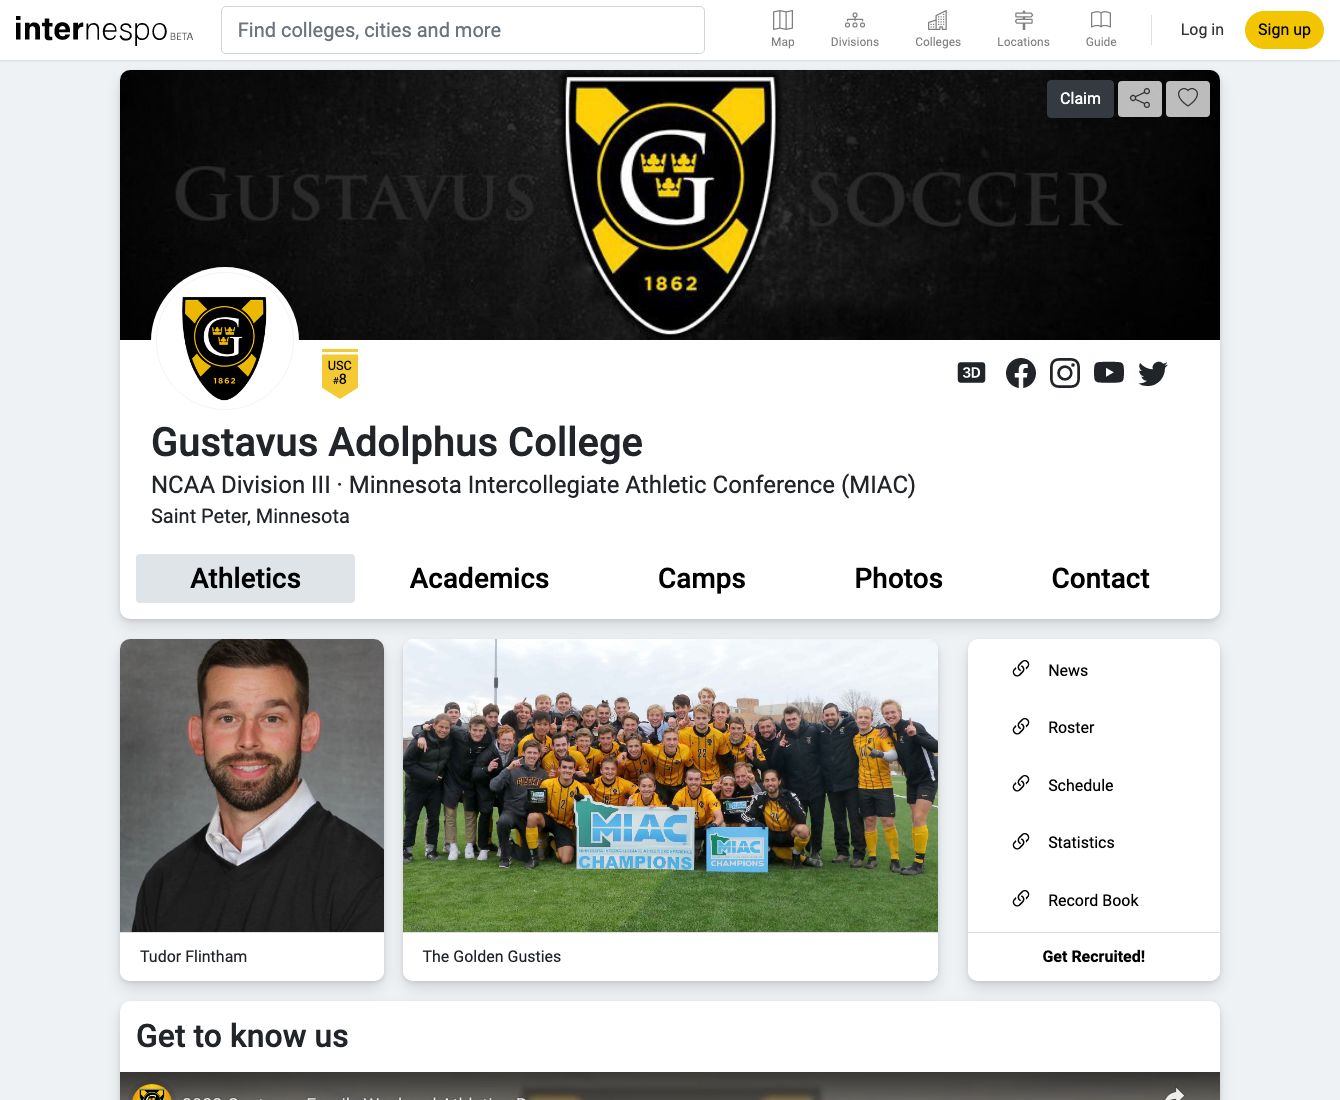 internespo BETA
Find colleges, cities and more
Map
Divisions
Colleges
Locations
Guide
Log in
Sign up
Claim
GUSTAVUS
SOCCER
G
1862
G
1862
USC
#8
3D
Gustavus Adolphus College
NCAA Division III · Minnesota Intercollegiate Athletic Conference (MIAC)
Saint Peter, Minnesota
Athletics
Academics
Camps
Photos
Contact
MIAC
CHAMPIONS
MIAC
CHAMPIONS
News
Roster
Schedule
Statistics
Record Book
Tudor Flintham
The Golden Gusties
Get Recruited!
Get to know us